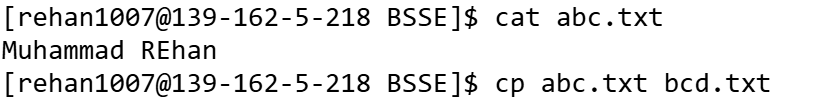 [rehan1007@139-162-5-218 BSSE]$ cat abc.txt
Muhammad REhan
[rehan1007@139-162-5-218 BSSE]$ cp abc.txt bcd.txt